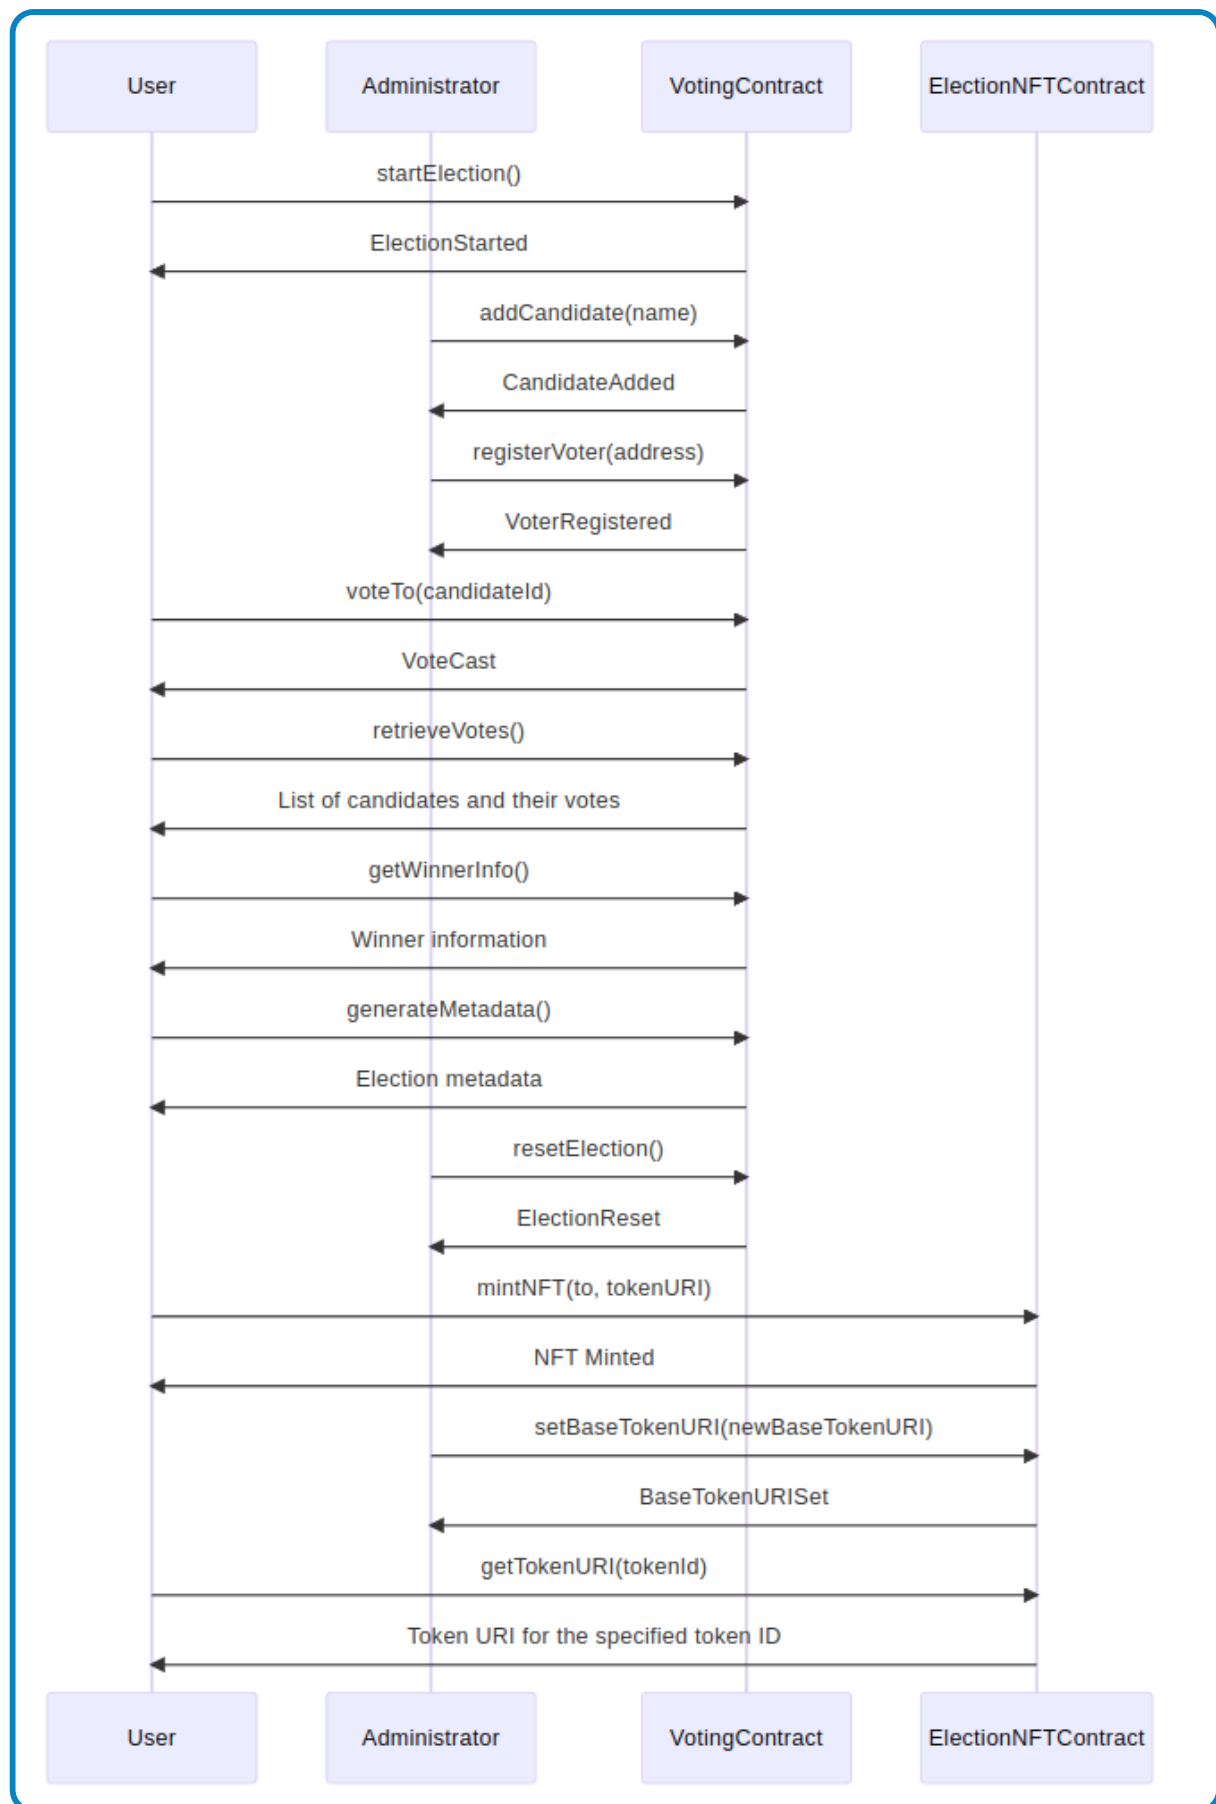 User
Administrator
VotingContract
ElectionNFTContract
startElection()
ElectionStarted
addCandidate(name)
CandidateAdded
registerVoter(address)
VoterRegistered
voteTo(candidateId)
VoteCast
retrieveVotes()
List of candidates and their votes
getWinnerInfo()
Winner information
generateMetadata()
Election metadata
resetElection()
ElectionReset
mintNFT(to, tokenURI)
NFT Minted
setBaseTokenURI(newBaseTokenURI)
BaseTokenURISet
getTokenURI(tokenId)
Token URI for the specified token ID
User
Administrator
VotingContract
ElectionNFTContract